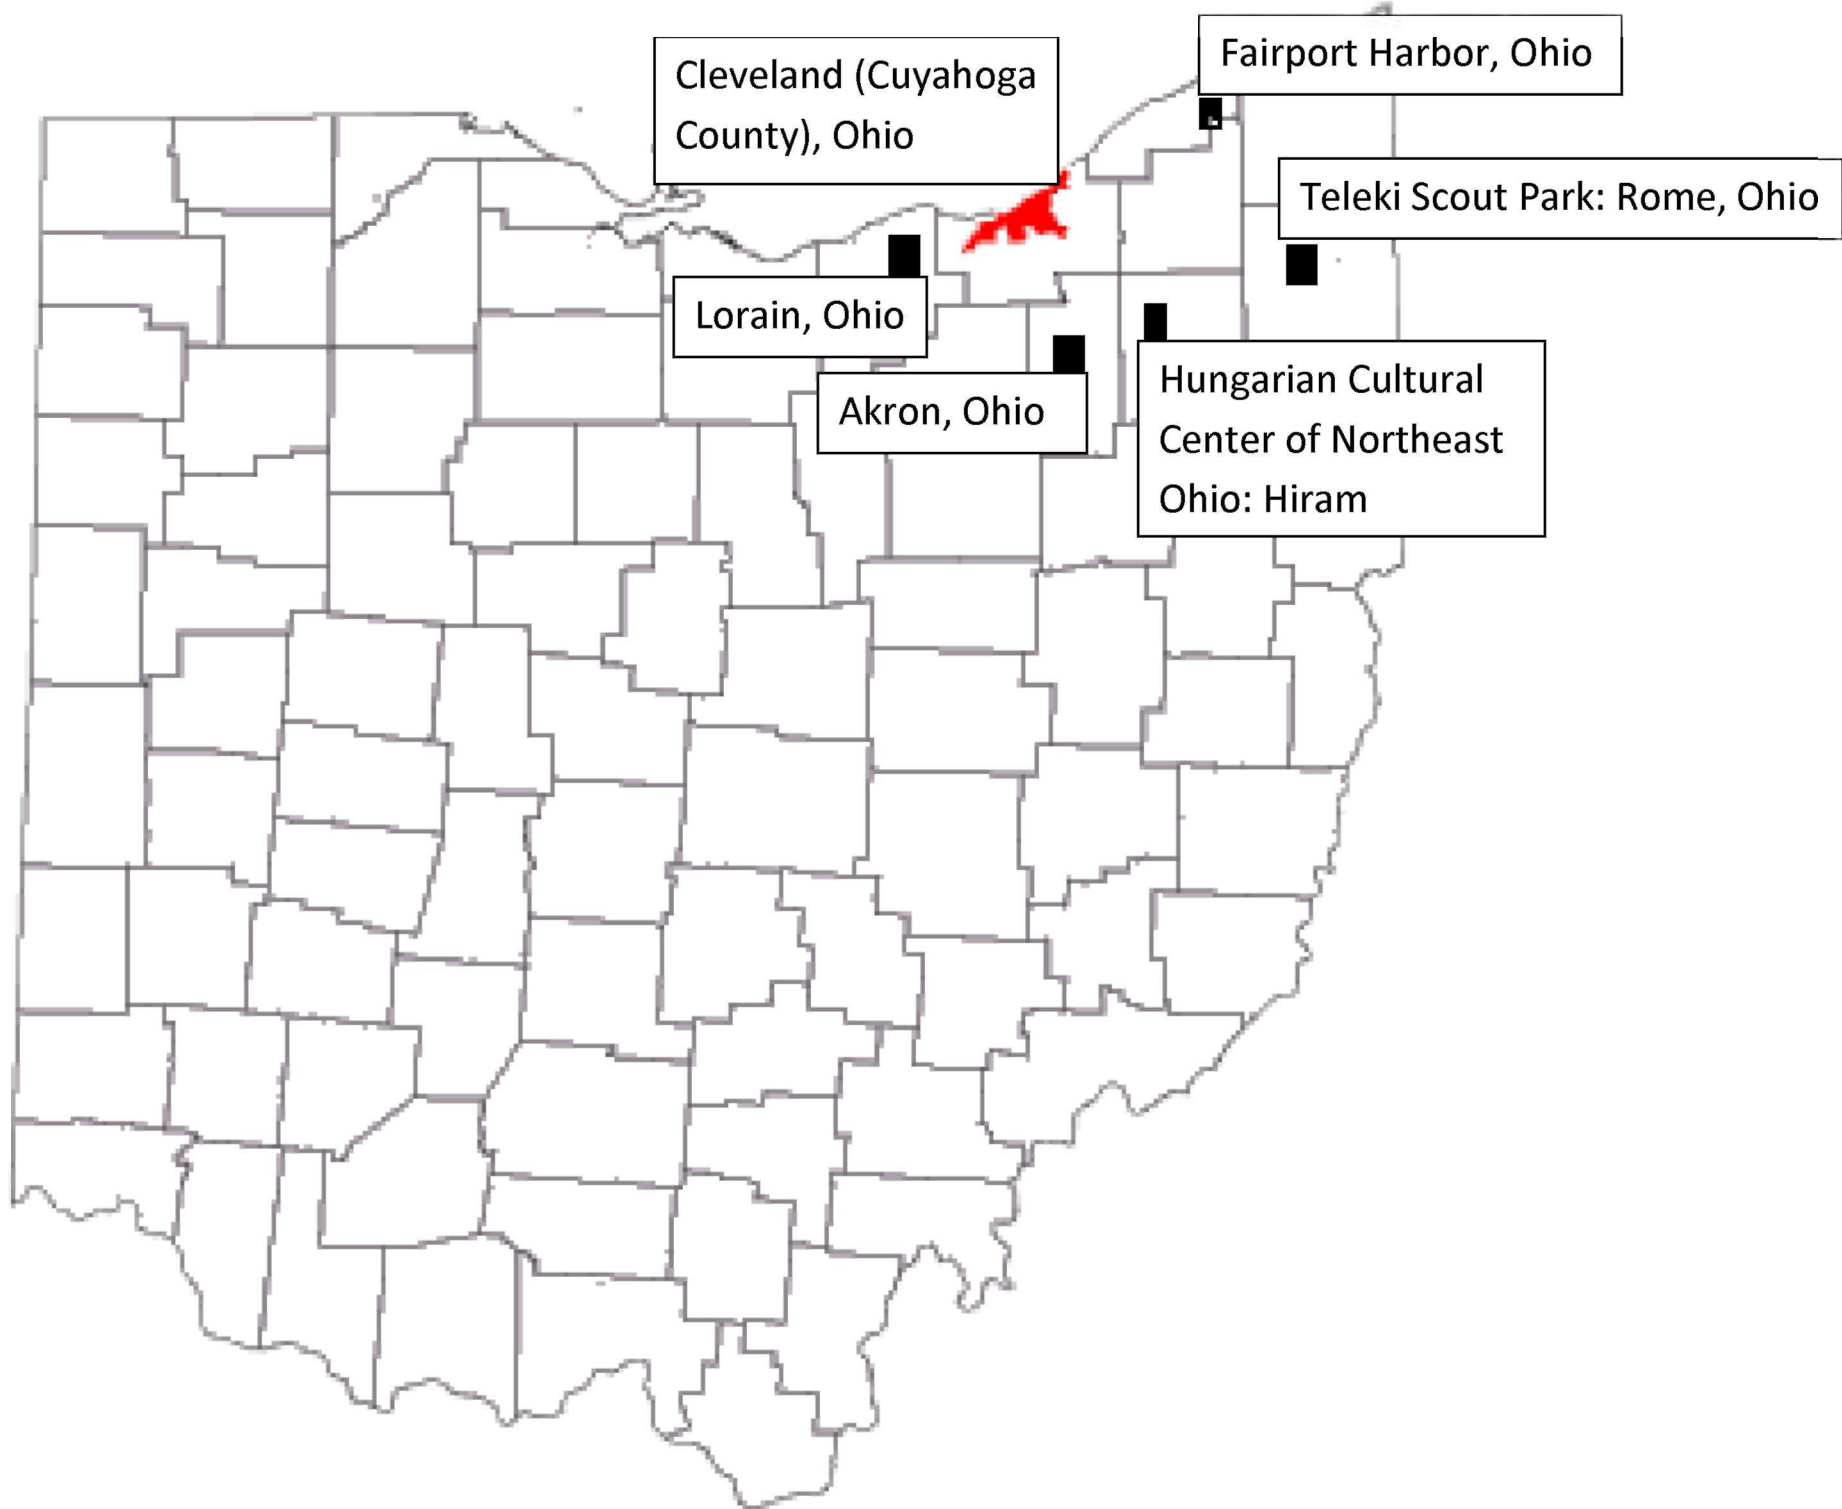 Fairport Harbor, Ohio
Cleveland (Cuyahoga
County), Ohio
Teleki Scout Park: Rome, Ohio
Lorain, Ohio
Akron, Ohio
Hungarian Cultural
Center of Northeast
Ohio: Hiram